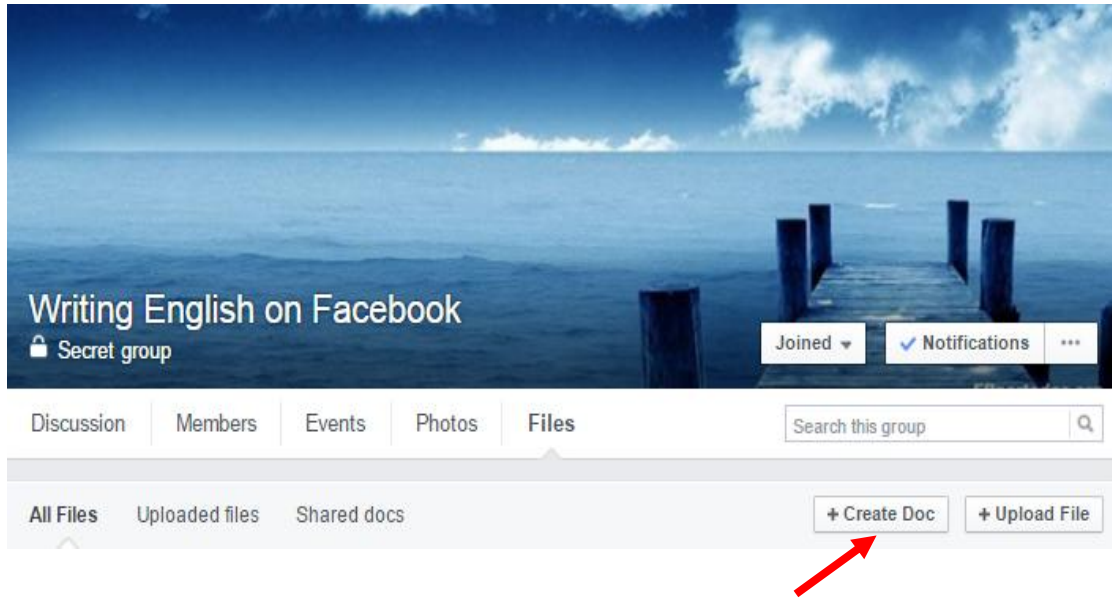 Writing English on Facebook
Secret group
Joined
Notifications
Discussion Members Events Photos Files
Search this group
All Files Uploaded files Shared docs
+ Create Doc + Upload File